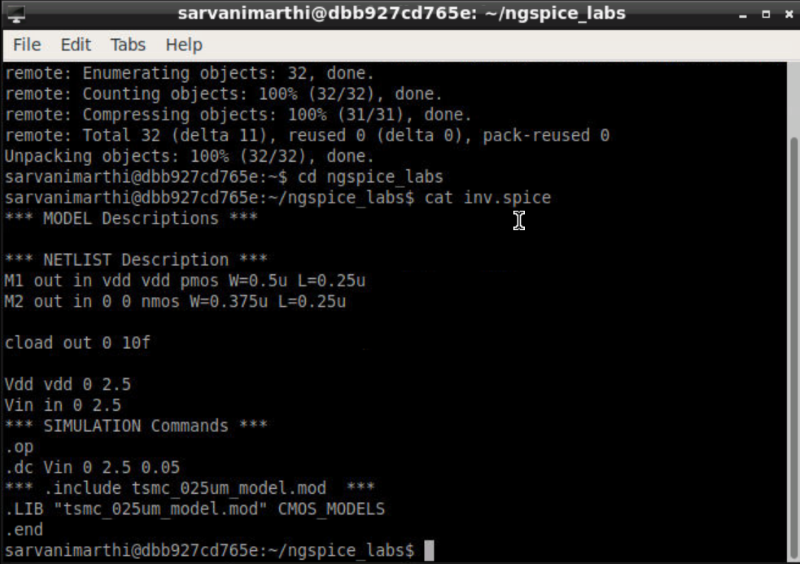 sarvanimarthi@dbb927cd765e: ~/ngspice_labs
File Edit Tabs Help
remote: Enumerating objects: 32, done.
remote: Counting objects: 100% (32/32), done.
remote: Compressing objects: 100% (31/31), done.
remote: Total 32 (delta 11), reused 0 (delta 0), pack-reused 0
Unpacking objects: 100% (32/32), done.
sarvanimarthi@dbb927cd765e:~$ cd ngspice_labs
sarvanimarthi@dbb927cd765e:~/ngspice_labs$ cat inv.spice
*** MODEL Descriptions ***
*** NETLIST Description ***
M1 out in vdd vdd pmos W=0.5u L=0.25u
M2 out in 0 0 nmos W=0.375u L=0.25u
cload out 0 10f
Vdd vdd 0 2.5
Vin in 0 2.5
*** SIMULATION Commands ***
.op
.dc Vin 0 2.5 0.05
*** .include tsmc_025um_model.mod  ***
.LIB "tsmc_025um_model.mod" CMOS_MODELS
.end
sarvanimarthi@dbb927cd765e:~/ngspice_labs$